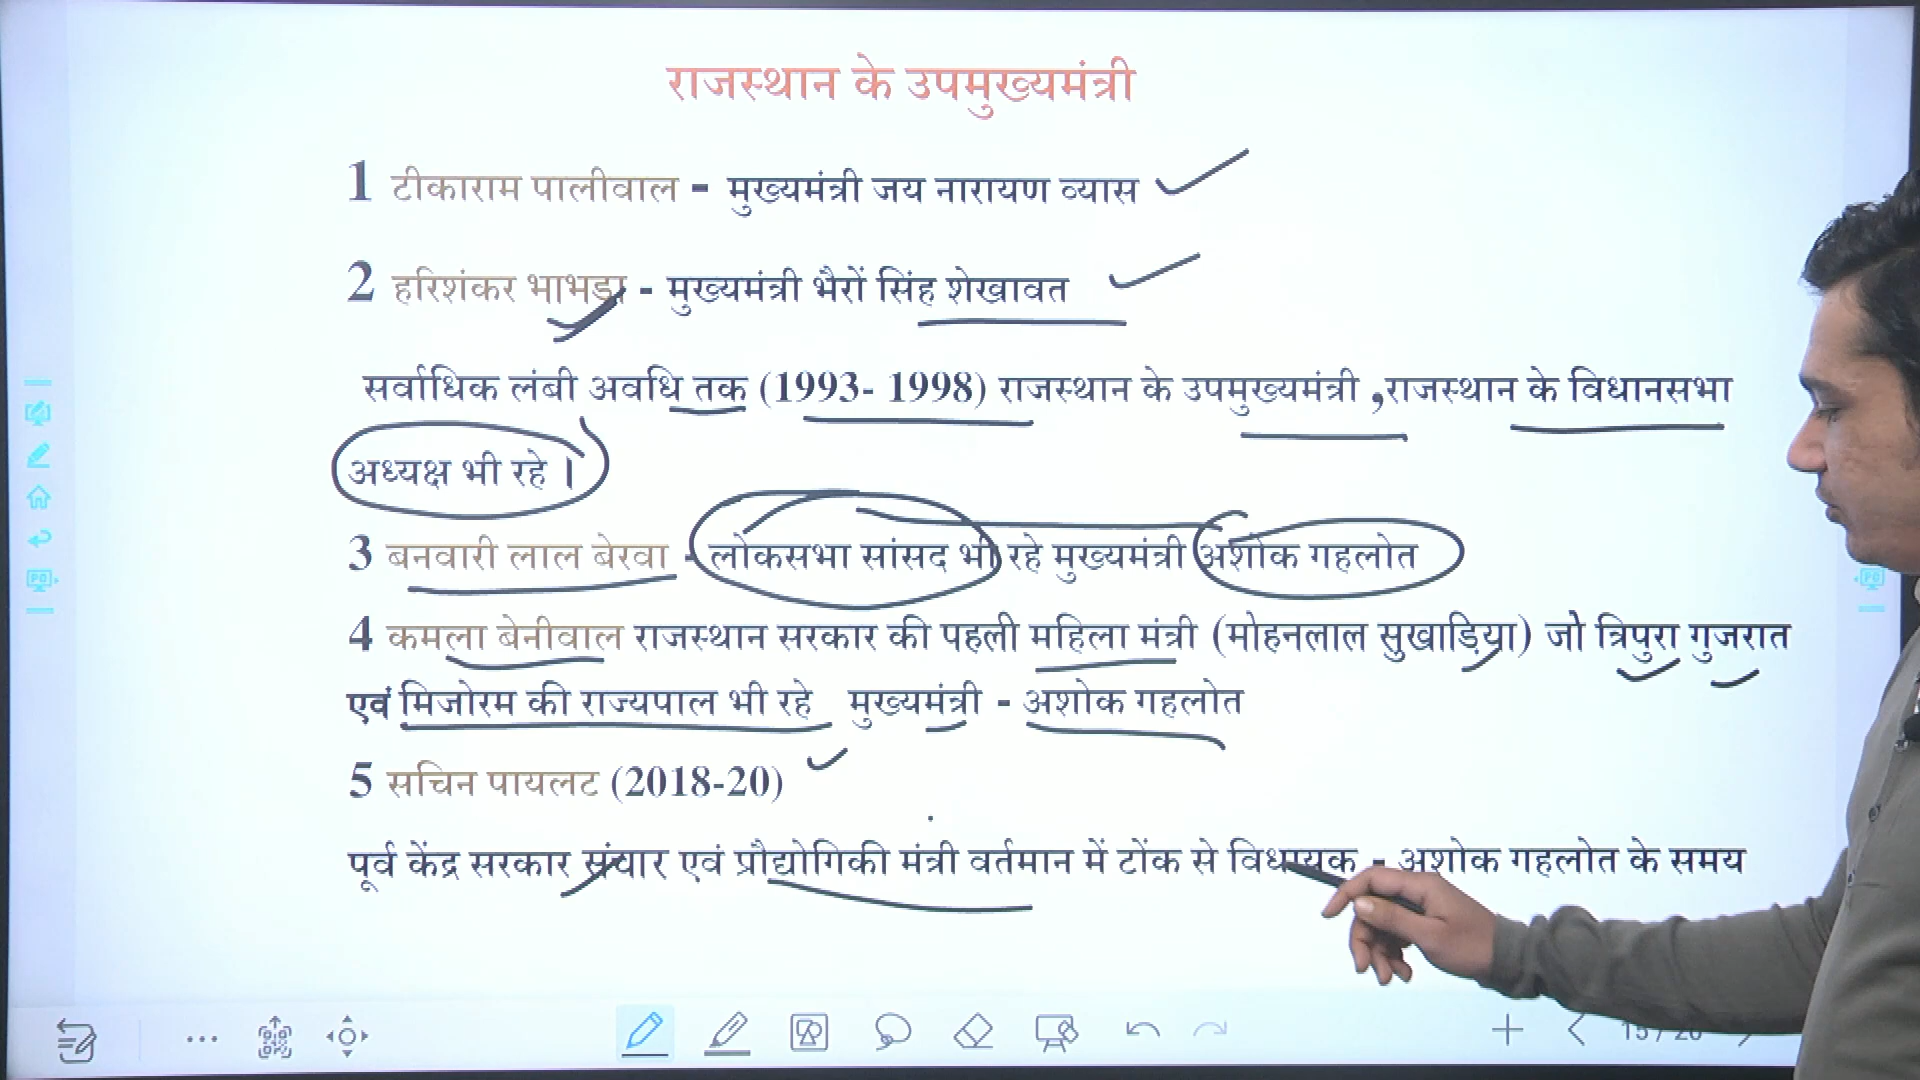 राजस्थान के उपमुख्यमंत्री
1 टीकाराम पालीवाल - मुख्यमंत्री जय नारायण व्यास
2 हरिशंकर भाभडा - मुख्यमंत्री भैरों सिंह शेखावत
सर्वाधिक लंबी अवधि तक (1993- 1998) राजस्थान के उपमुख्यमंत्री ,राजस्थान के विधानसभा
अध्यक्ष भी रहे ।
3 बनवारी लाल बेरवा - लोकसभा सांसद भी रहे मुख्यमंत्री अशोक गहलोत
4 कमला बेनीवाल राजस्थान सरकार की पहली महिला मंत्री (मोहनलाल सुखाड़िया) जो त्रिपुरा गुजरात
एवं मिजोरम की राज्यपाल भी रहे मुख्यमंत्री - अशोक गहलोत
5 सचिन पायलट (2018-20)
पूर्व केंद्र सरकार संचार एवं प्रौद्योगिकी मंत्री वर्तमान में टोंक से विधायक - अशोक गहलोत के समय
15 / 20